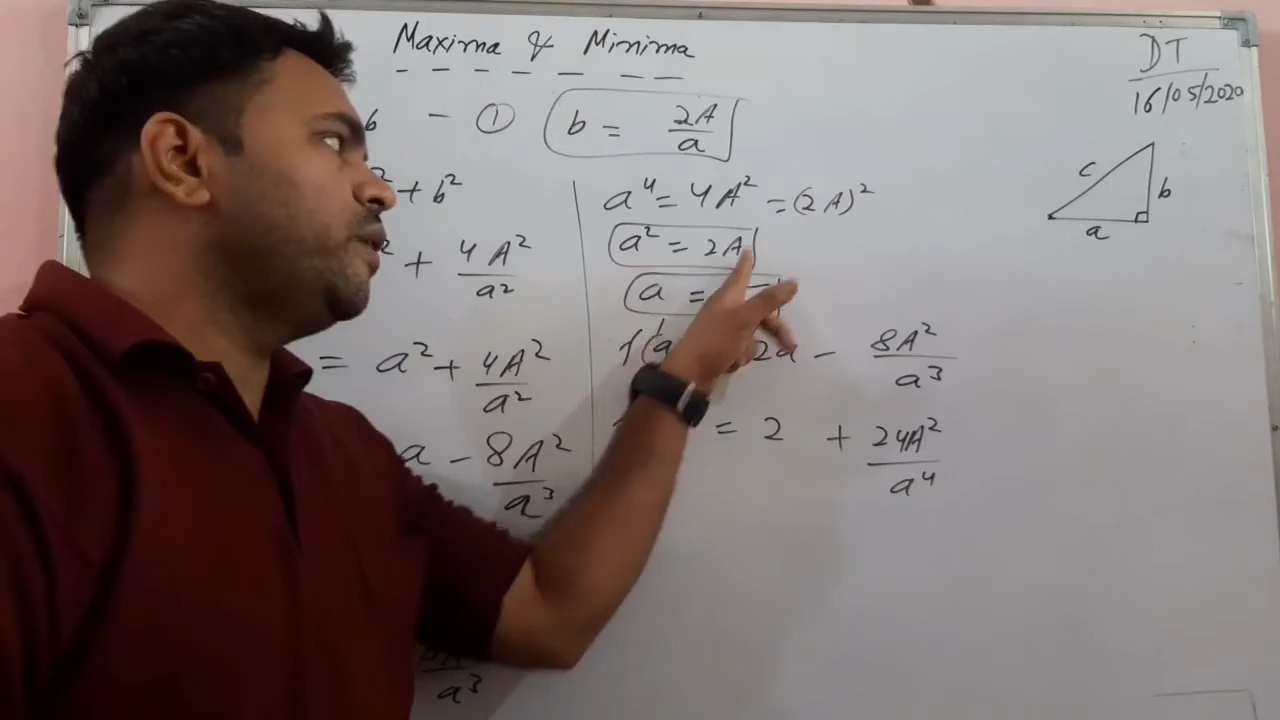 Maxima & Minima
DT
16/05/2020
b - ① b = 2A/a
² + b²
² + 4A²/a²
= a² + 4A²/a²
a - 8A²/a³
a³
a⁴ = 4A² = (2A)²
a² = 2A
a =
2a - 8A²/a³
= 2 + 24A²/a⁴
c
b
a